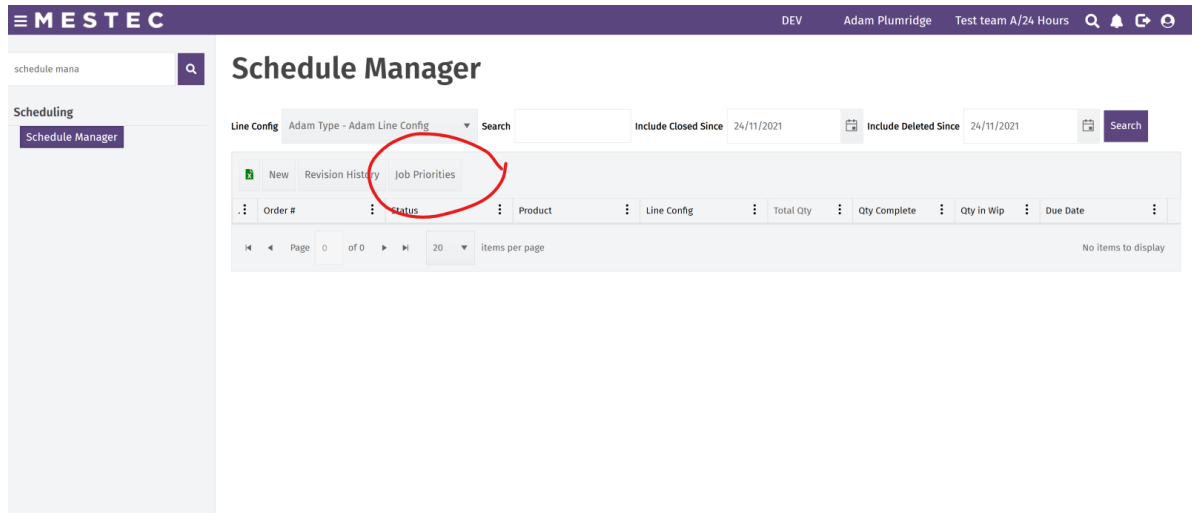 MESTEC DEV Adam Plumridge Test team A/24 Hours
schedule mana
Scheduling
Schedule Manager
Schedule Manager
Line Config Adam Type - Adam Line Config Search Include Closed Since 24/11/2021 Include Deleted Since 24/11/2021 Search
New Revision History Job Priorities
. Order # Status Product Line Config Total Qty Qty Complete Qty in Wip Due Date
Page 0 of 0 20 items per page No items to display